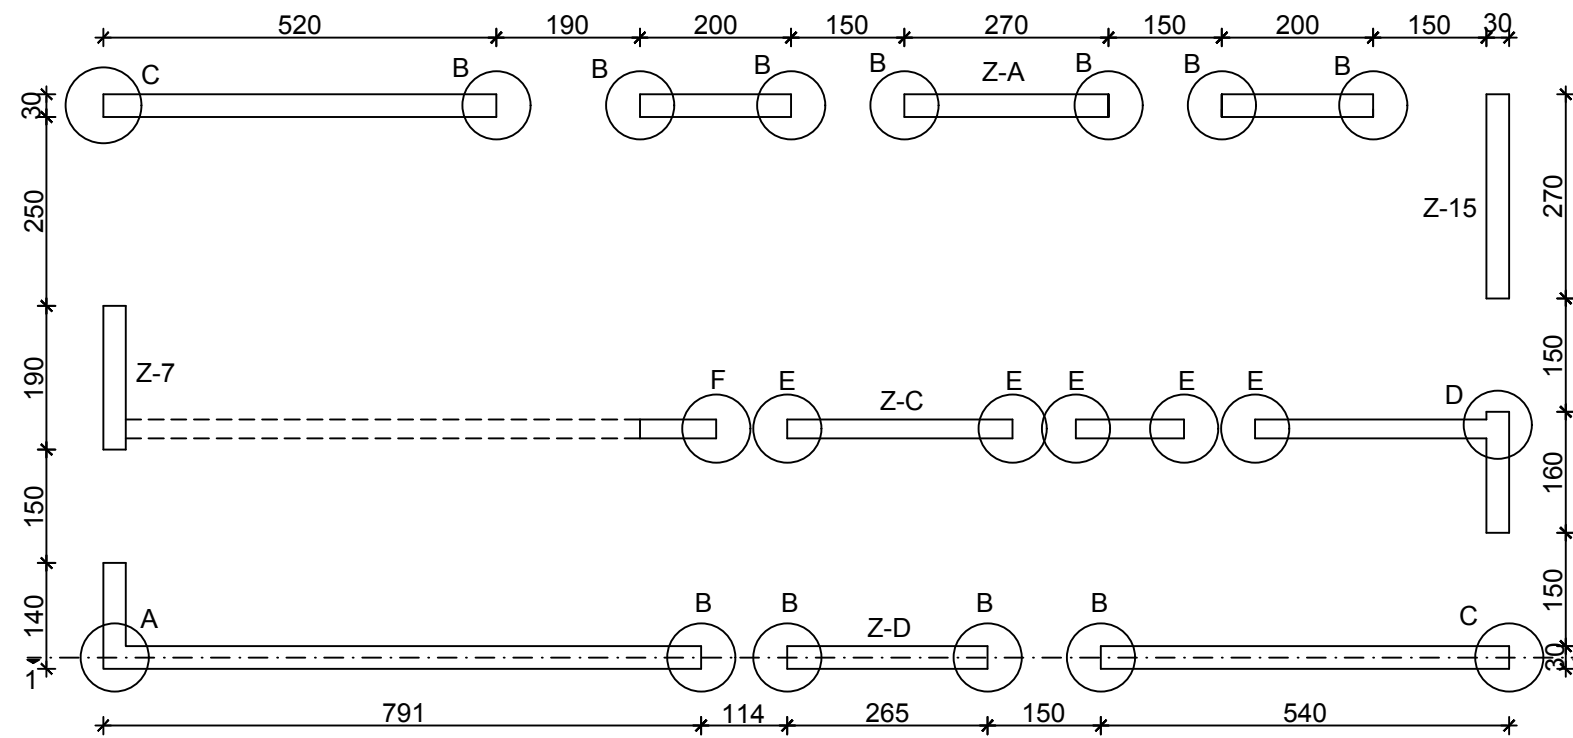 520 190 200 150 270 150 200 150 30
C B B B B Z-A B B B
30
250 Z-15 270
190 Z-7 150
F E Z-C E E E E D
150 160
140 A B B Z-D B B C 150
1 30
791 114 265 150 540